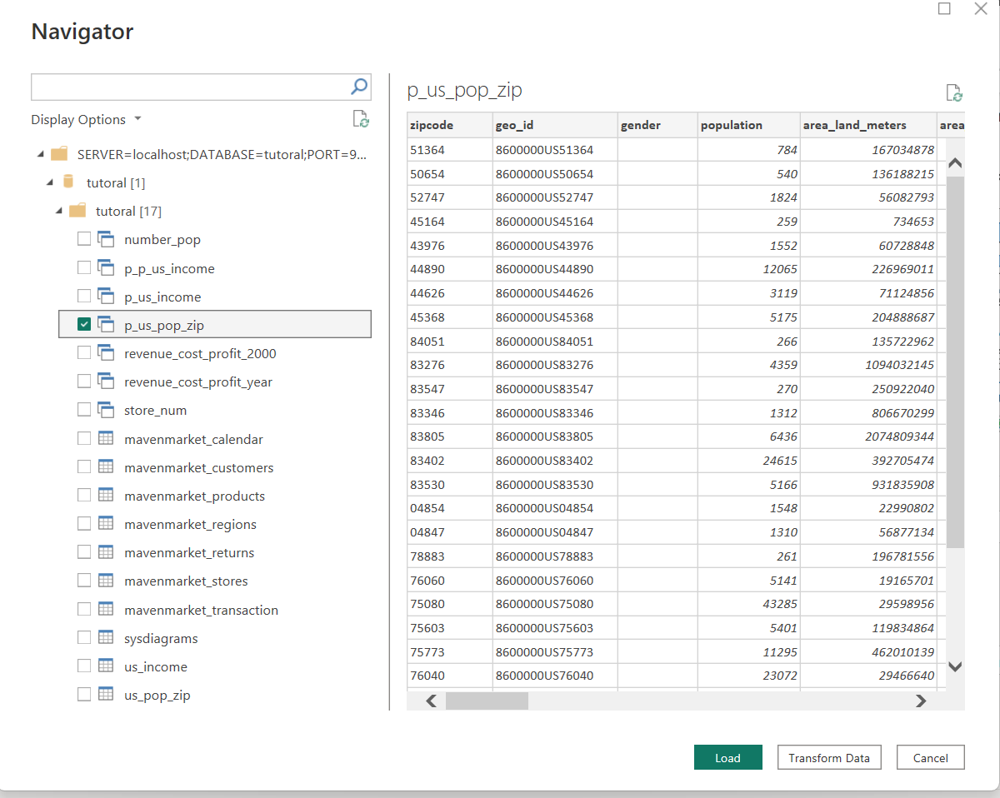 Navigator
Display Options
SERVER=localhost;DATABASE=tutoral;PORT=9...
tutoral [1]
tutoral [17]
number_pop
p_p_us_income
p_us_income
p_us_pop_zip
revenue_cost_profit_2000
revenue_cost_profit_year
store_num
mavenmarket_calendar
mavenmarket_customers
mavenmarket_products
mavenmarket_regions
mavenmarket_returns
mavenmarket_stores
mavenmarket_transaction
sysdiagrams
us_income
us_pop_zip
p_us_pop_zip
zipcode geo_id gender population area_land_meters area
51364 8600000US51364 784 167034878
50654 8600000US50654 540 136188215
52747 8600000US52747 1824 56082793
45164 8600000US45164 259 734653
43976 8600000US43976 1552 60728848
44890 8600000US44890 12065 226969011
44626 8600000US44626 3119 71124856
45368 8600000US45368 5175 204888687
84051 8600000US84051 266 135722962
83276 8600000US83276 4359 1094032145
83547 8600000US83547 270 250922040
83346 8600000US83346 1312 806670299
83805 8600000US83805 6436 2074809344
83402 8600000US83402 24615 392705474
83530 8600000US83530 5166 931835908
04854 8600000US04854 1548 22990802
04847 8600000US04847 1310 56877134
78883 8600000US78883 261 196781556
76060 8600000US76060 5141 19165701
75080 8600000US75080 43285 29598956
75603 8600000US75603 5401 119834864
75773 8600000US75773 11295 462010139
76040 8600000US76040 23072 29466640
Load Transform Data Cancel